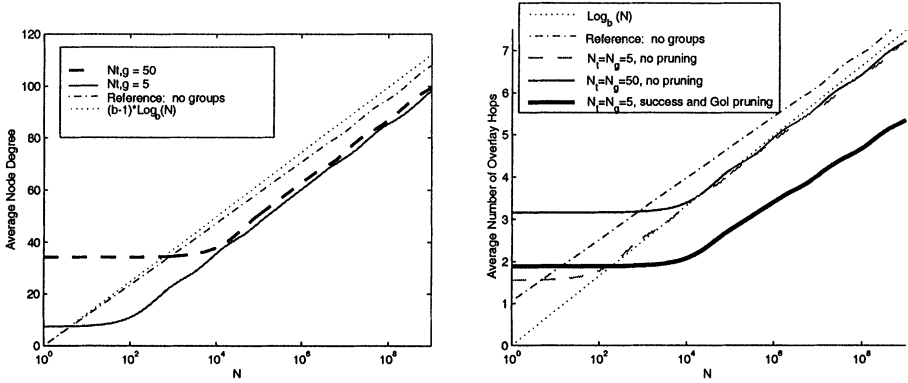 120
100
80
60
40
20
0
Average Node Degree
Nt,g = 50
Nt,g = 5
Reference: no groups
(b-1)*Log_b(N)
10^0
10^2
10^4
10^6
10^8
N
7
6
5
4
3
2
1
0
Average Number of Overlay Hops
Log_b (N)
Reference: no groups
N_t=N_g=5, no pruning
N_t=N_g=50, no pruning
N_t=N_g=5, success and GoI pruning
10^0
10^2
10^4
10^6
10^8
N